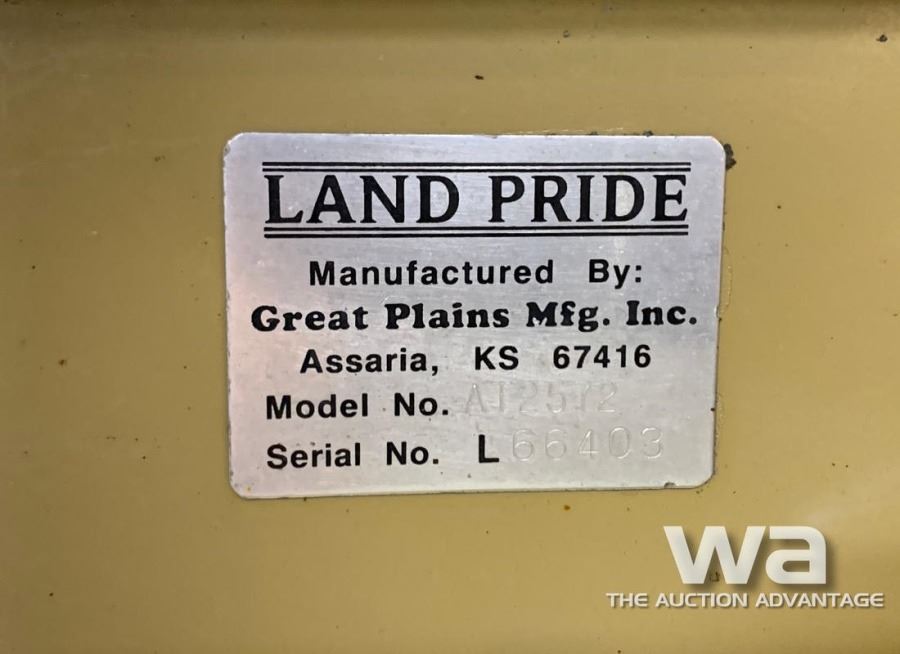 LAND PRIDE
Manufactured By:
Great Plains Mfg. Inc.
Assaria, KS 67416
Model No. AT2572
Serial No. L 66403
wa
THE AUCTION ADVANTAGE